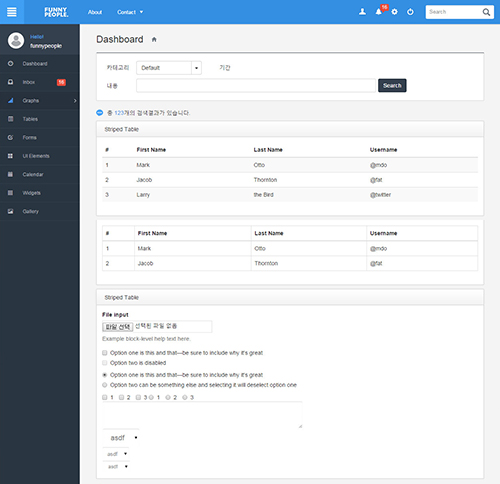 FUNNY
PEOPLE.
About
Contact
16
Search
Hello!
funnypeople
Dashboard
Inbox
16
Graphs
Tables
Forms
UI Elements
Calendar
Widgets
Gallery
Dashboard
카테고리 Default 기간
내용 Search
총 123개의 검색결과가 있습니다.
Striped Table
# First Name Last Name Username
1 Mark Otto @mdo
2 Jacob Thornton @fat
3 Larry the Bird @twitter
# First Name Last Name Username
1 Mark Otto @mdo
2 Jacob Thornton @fat
Striped Table
File input
파일 선택 선택된 파일 없음
Example block-level help text here.
Option one is this and that—be sure to include why it's great
Option two is disabled
Option one is this and that—be sure to include why it's great
Option two can be something else and selecting it will deselect option one
1 2 3 1 2 3
asdf
asdf
asdf